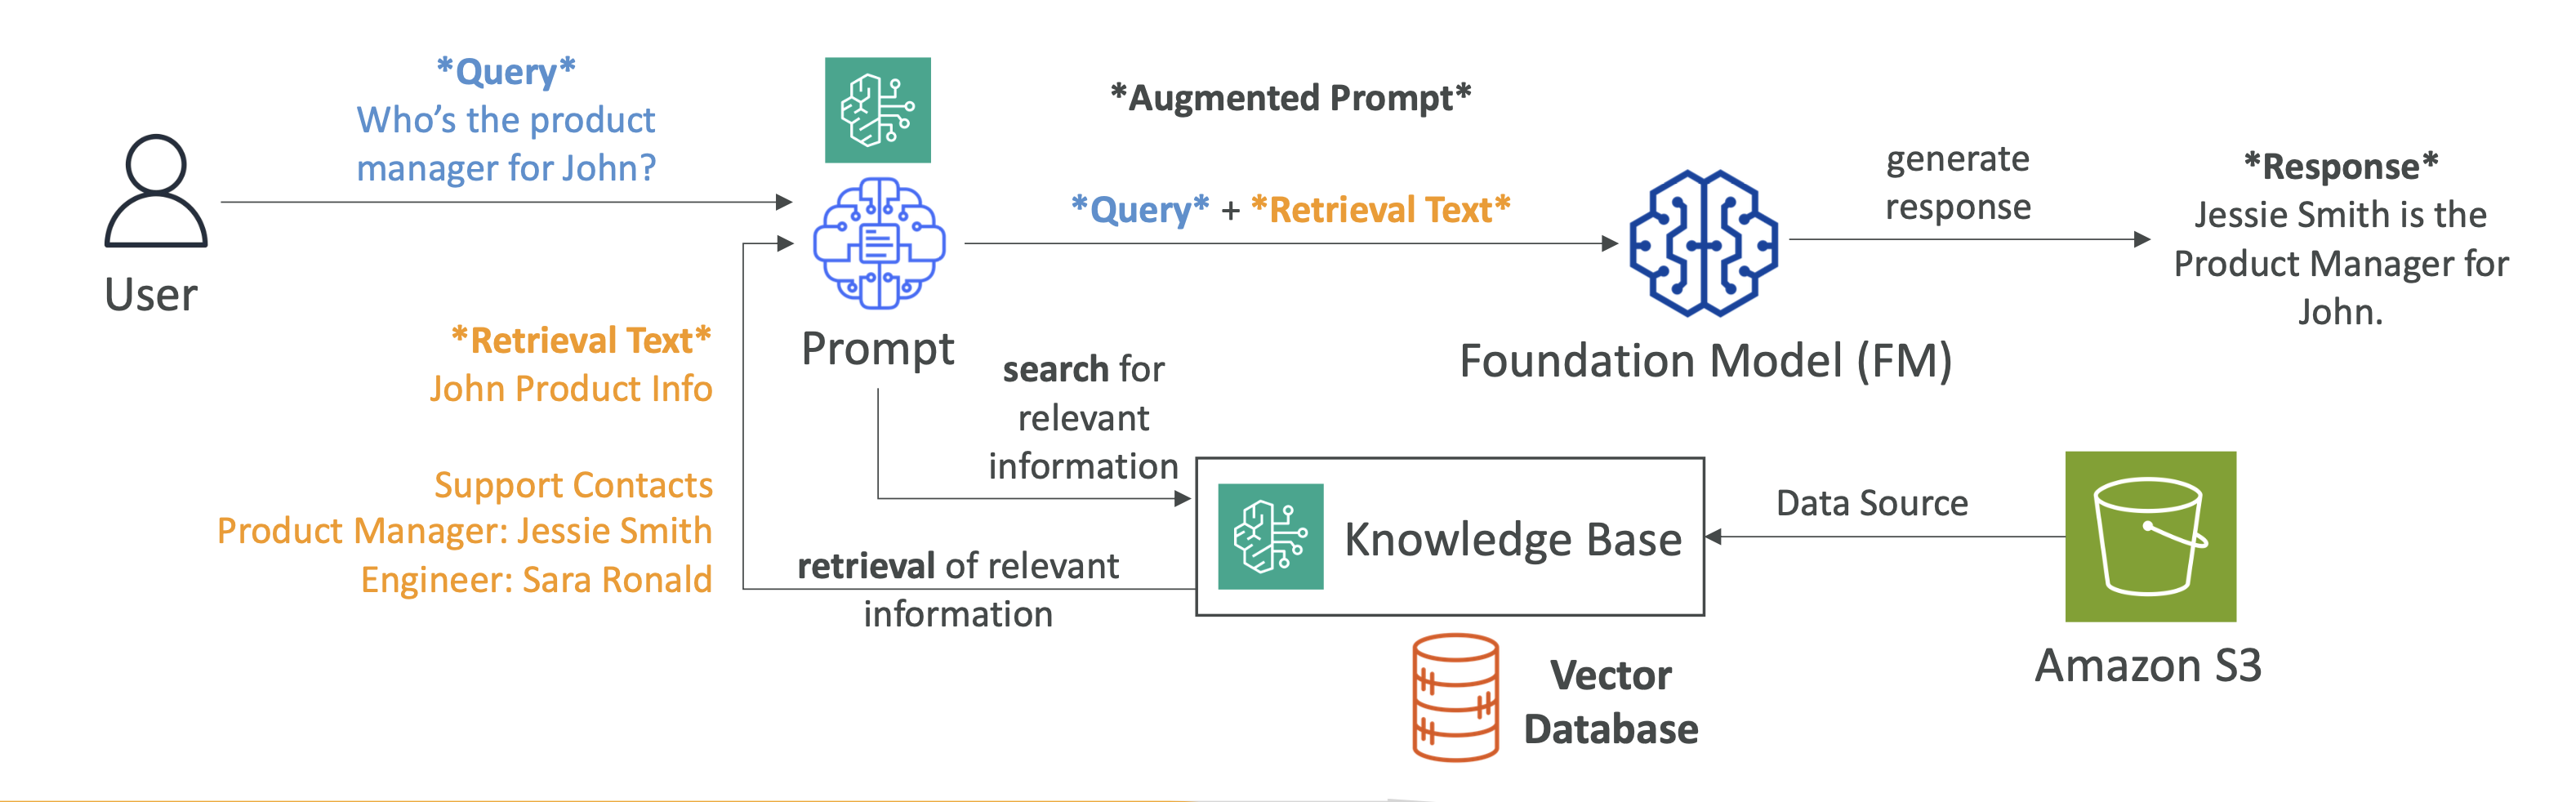 *Query*
Who’s the product
manager for John?
User
*Retrieval Text*
John Product Info
Support Contacts
Product Manager: Jessie Smith
Engineer: Sara Ronald
Prompt
search for
relevant
information
retrieval of relevant
information
*Augmented Prompt*
*Query* + *Retrieval Text*
Foundation Model (FM)
generate
response
*Response*
Jessie Smith is the
Product Manager for
John.
Knowledge Base
Data Source
Amazon S3
Vector
Database